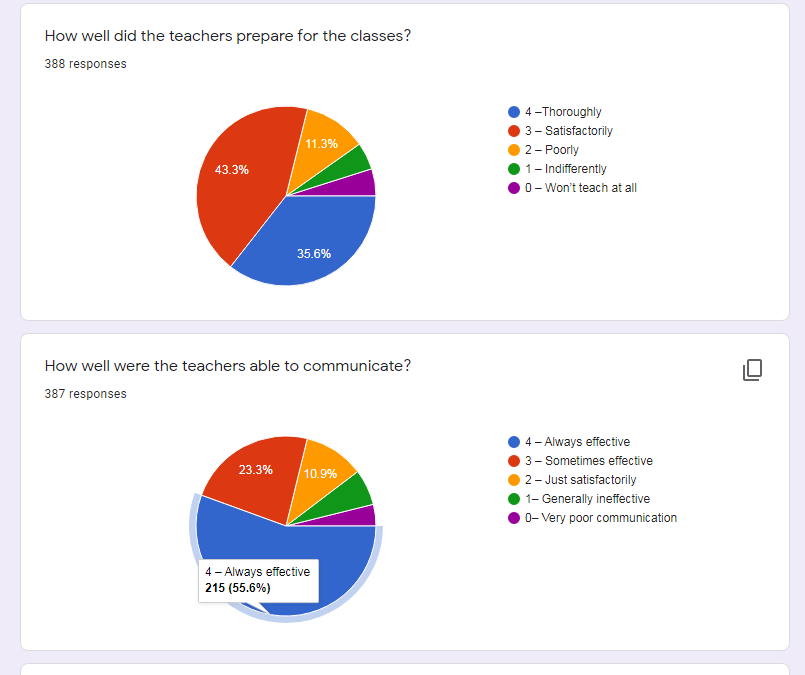 How well did the teachers prepare for the classes?
388 responses
11.3%
43.3%
35.6%
4 –Thoroughly
3 – Satisfactorily
2 – Poorly
1 – Indifferently
0 – Won't teach at all
How well were the teachers able to communicate?
387 responses
23.3%
10.9%
4 – Always effective
215 (55.6%)
4 – Always effective
3 – Sometimes effective
2 – Just satisfactorily
1– Generally ineffective
0– Very poor communication